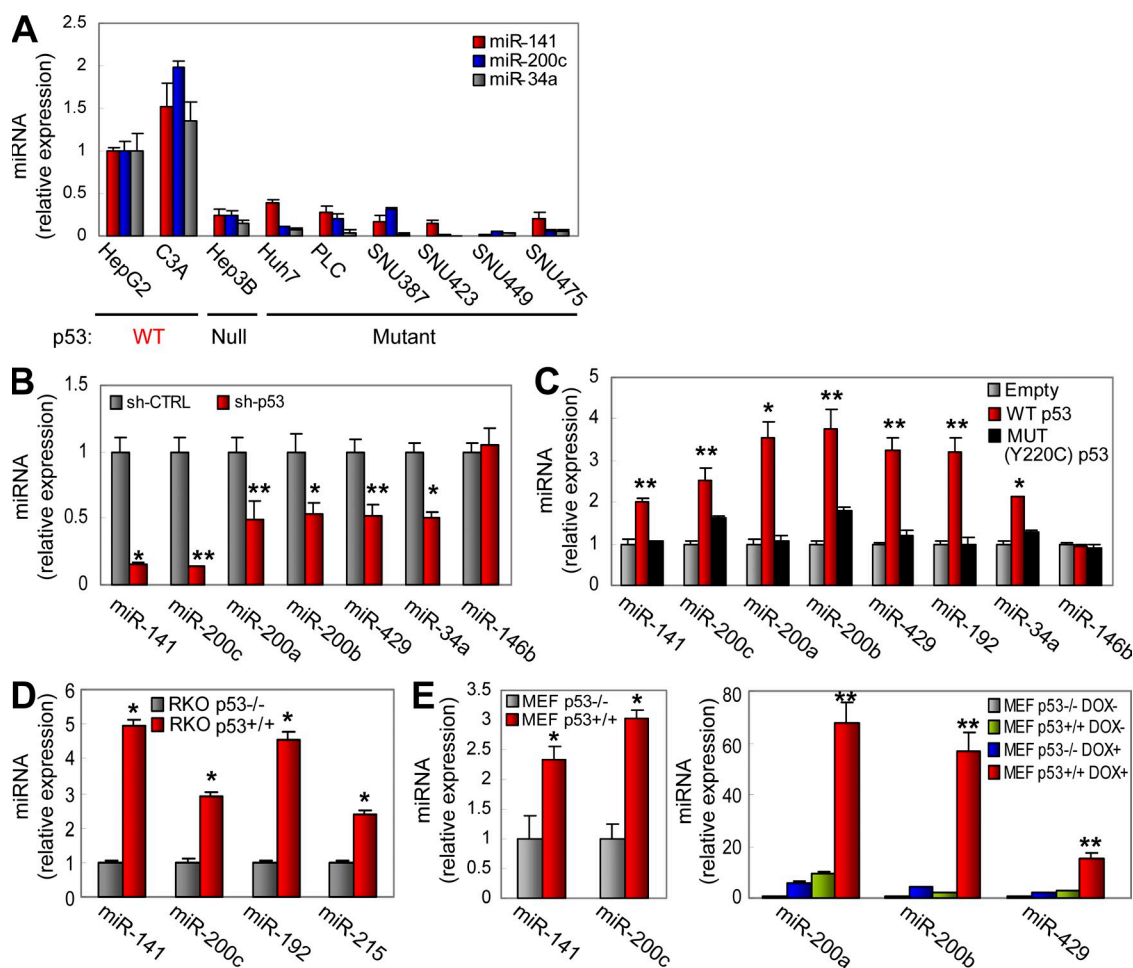 A
miRNA
(relative expression)
2.5
2
1.5
1
0.5
0
miR-141
miR-200c
miR-34a
HepG2
C3A
Hep3B
Huh7
PLC
SNU387
SNU423
SNU449
SNU475
p53: WT Null Mutant
B
miRNA
(relative expression)
1.5
1
0.5
0
sh-CTRL sh-p53
* ** ** * ** *
miR-141
miR-200c
miR-200a
miR-200b
miR-429
miR-34a
miR-146b
C
miRNA
(relative expression)
5
4
3
2
1
0
Empty
WT p53
MUT
(Y220C) p53
** ** * ** ** ** *
miR-141
miR-200c
miR-200a
miR-200b
miR-429
miR-192
miR-34a
miR-146b
D
miRNA
(relative expression)
6
5
4
3
2
1
0
RKO p53-/-
RKO p53+/+
* * * *
miR-141
miR-200c
miR-192
miR-215
E
miRNA
(relative expression)
3.5
3
2.5
2
1.5
1
0.5
0
MEF p53-/-
MEF p53+/+
* *
miR-141
miR-200c
miRNA
(relative expression)
80
60
40
20
0
MEF p53-/- DOX-
MEF p53+/+ DOX-
MEF p53-/- DOX+
MEF p53+/+ DOX+
** ** **
miR-200a
miR-200b
miR-429